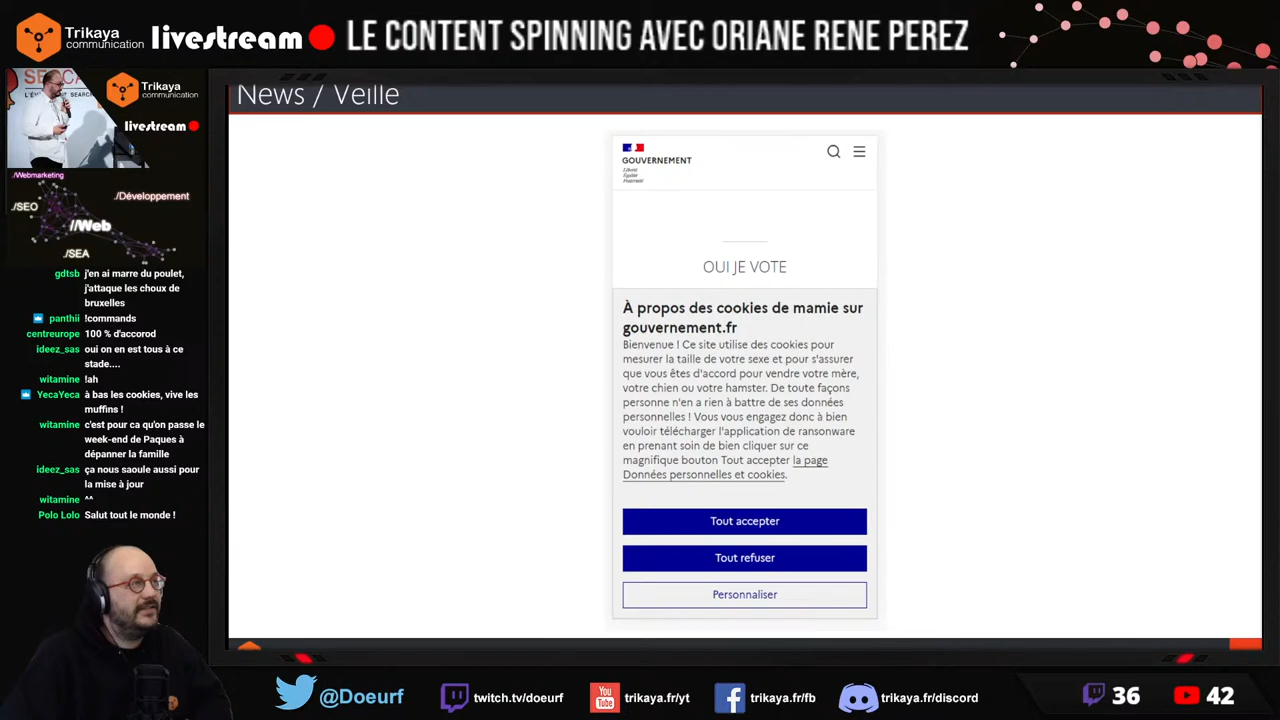 Trikaya
communication
livestream
LE CONTENT SPINNING AVEC ORIANE RENE PEREZ
Trikaya
communication
livestream
./Webmarketing
./Développement
./SEO
//Web
./SEA
gdtsb j'en ai marre du poulet,
j'attaque les choux de
bruxelles
panthii !commands
centreurope 100 % d'accorod
ideez_sas oui on en est tous à ce
stade....
witamine !ah
YecaYeca à bas les cookies, vive les
muffins !
witamine c'est pour ca qu'on passe le
week-end de Paques à
dépanner la famille
ideez_sas ça nous saoule aussi pour
la mise à jour
witamine ^^
Polo Lolo Salut tout le monde !
News / Veille
GOUVERNEMENT
Liberté
Égalité
Fraternité
OUI JE VOTE
À propos des cookies de mamie sur
gouvernement.fr
Bienvenue ! Ce site utilise des cookies pour
mesurer la taille de votre sexe et pour s'assurer
que vous êtes d'accord pour vendre votre mère,
votre chien ou votre hamster. De toute façons
personne n'en a rien à battre de ses données
personnelles ! Vous vous engagez donc à bien
vouloir télécharger l'application de ransonware
en prenant soin de bien cliquer sur ce
magnifique bouton Tout accepter la page
Données personnelles et cookies.
Tout accepter
Tout refuser
Personnaliser
@Doeurf
twitch.tv/doeurf
You
Tube
trikaya.fr/yt
trikaya.fr/fb
trikaya.fr/discord
36
42